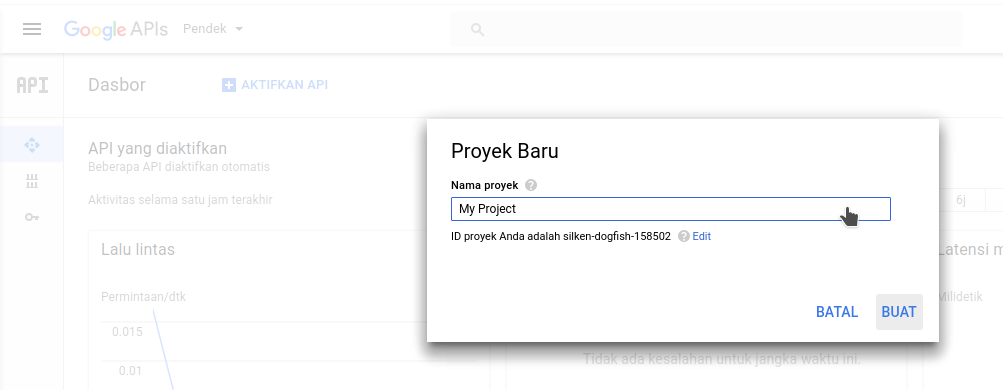 Google APIs Pendek
API Dasbor AKTIFKAN API
API yang diaktifkan
Beberapa API diaktifkan otomatis
Aktivitas selama satu jam terakhir
6j
Lalu lintas
Permintaan/dtk
0.015
0.01
Proyek Baru
Nama proyek ?
My Project
ID proyek Anda adalah silken-dogfish-158502 ? Edit
BATAL BUAT
Latensi m
Milidetik
Tidak ada kesalahan untuk jangka waktu ini.